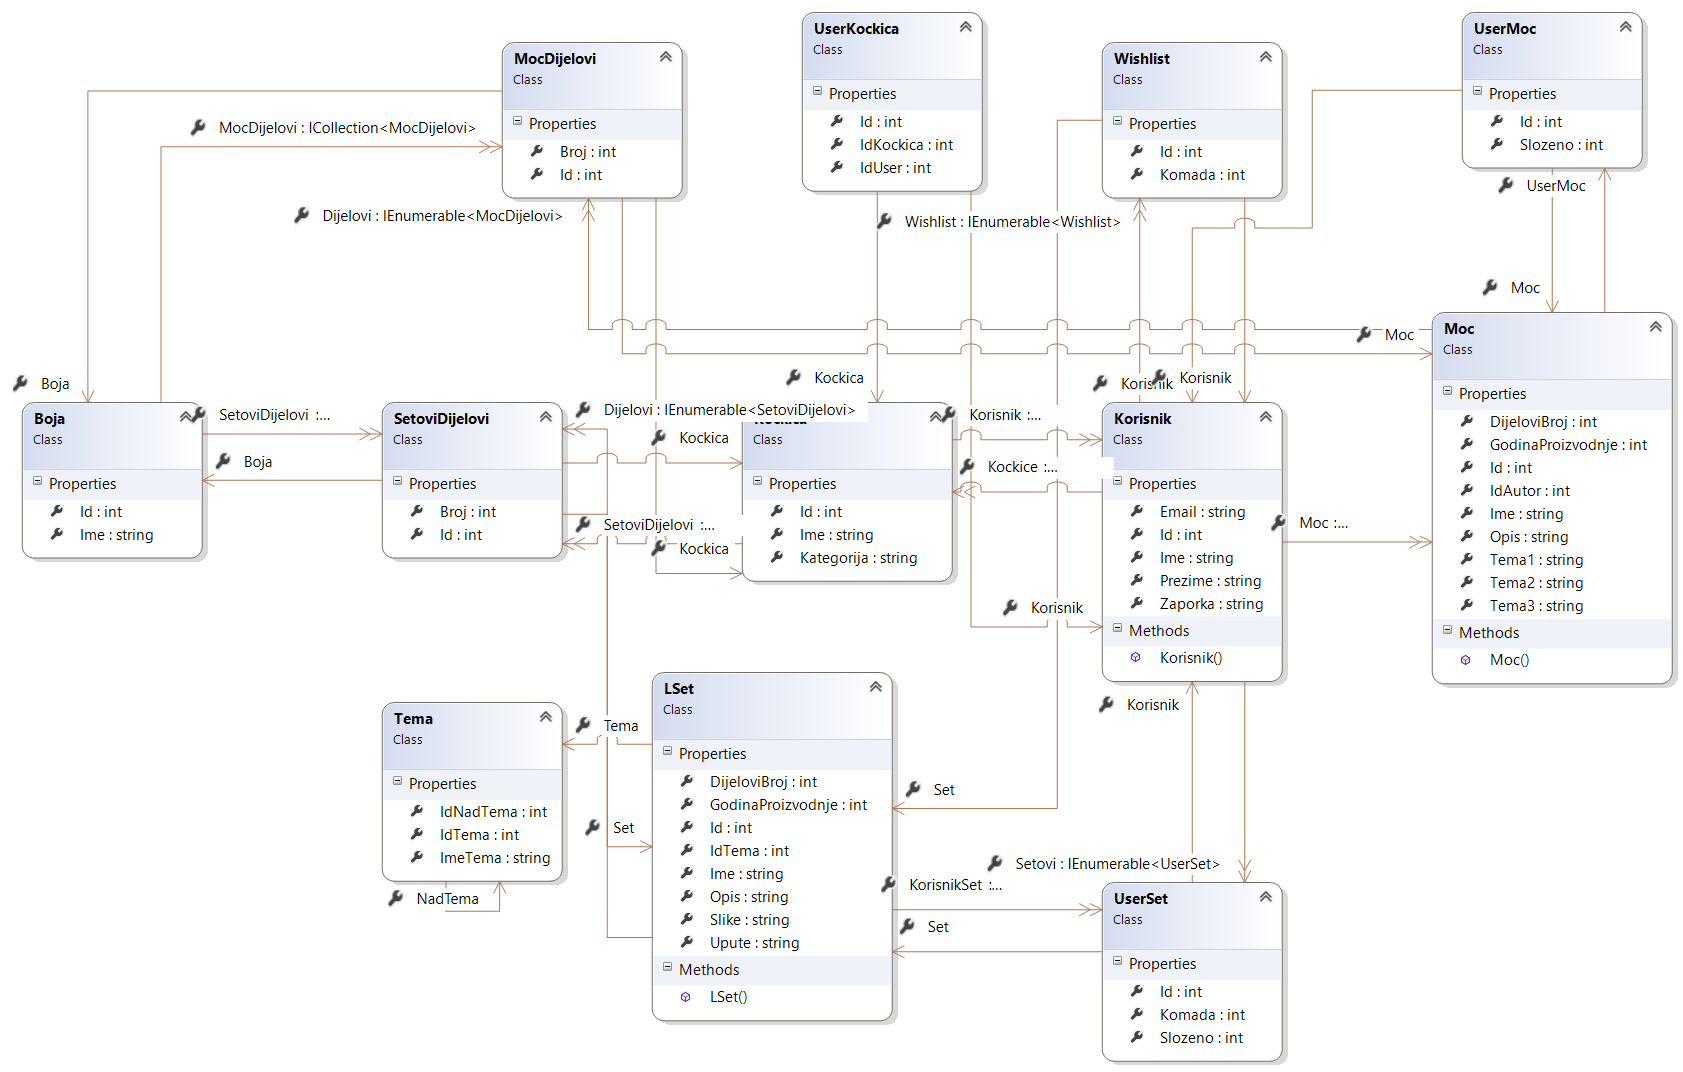 MocDijelovi
Class
Properties
Broj : int
Id : int
UserKockica
Class
Properties
Id : int
IdKockica : int
IdUser : int
Wishlist
Class
Properties
Id : int
Komada : int
UserMoc
Class
Properties
Id : int
Slozeno : int
MocDijelovi : ICollection<MocDijelovi>
Dijelovi : IEnumerable<MocDijelovi>
Wishlist : IEnumerable<Wishlist>
UserMoc
Moc
Moc
Boja
Kockica
Korisnik
Korisnik
Boja
Class
Properties
Id : int
Ime : string
SetoviDijelovi :...
Boja
SetoviDijelovi
Class
Properties
Broj : int
Id : int
Dijelovi : IEnumerable<SetoviDijelovi>
Kockica
SetoviDijelovi :...
Kockica
Kockica
Class
Properties
Id : int
Ime : string
Kategorija : string
Korisnik :...
Kockice :...
Korisnik
Korisnik
Class
Properties
Email : string
Id : int
Ime : string
Prezime : string
Zaporka : string
Methods
Korisnik()
Moc :...
Moc
Class
Properties
DijeloviBroj : int
GodinaProizvodnje : int
Id : int
IdAutor : int
Ime : string
Opis : string
Tema1 : string
Tema2 : string
Tema3 : string
Methods
Moc()
Tema
Class
Properties
IdNadTema : int
IdTema : int
ImeTema : string
NadTema
Tema
Set
LSet
Class
Properties
DijeloviBroj : int
GodinaProizvodnje : int
Id : int
IdTema : int
Ime : string
Opis : string
Slike : string
Upute : string
Methods
LSet()
Korisnik
Set
Setovi : IEnumerable<UserSet>
KorisnikSet :...
Set
UserSet
Class
Properties
Id : int
Komada : int
Slozeno : int